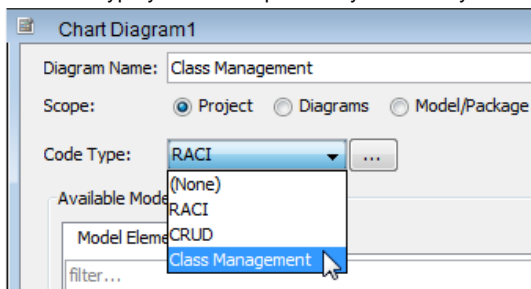 Chart Diagram1
Diagram Name: Class Management
Scope: Project Diagrams Model/Package
Code Type: RACI ...
(None)
Available Mode
RACI
CRUD
Model Eleme
Class Management
filter...